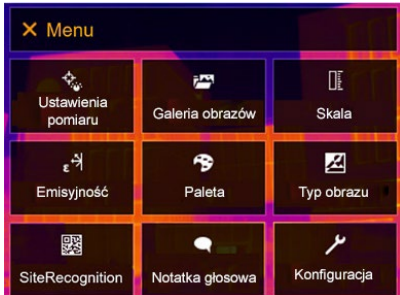 Menu
Ustawienia
pomiaru
Galeria obrazów
Skala
Emisyjność
Paleta
Typ obrazu
SiteRecognition
Notatka głosowa
Konfiguracja